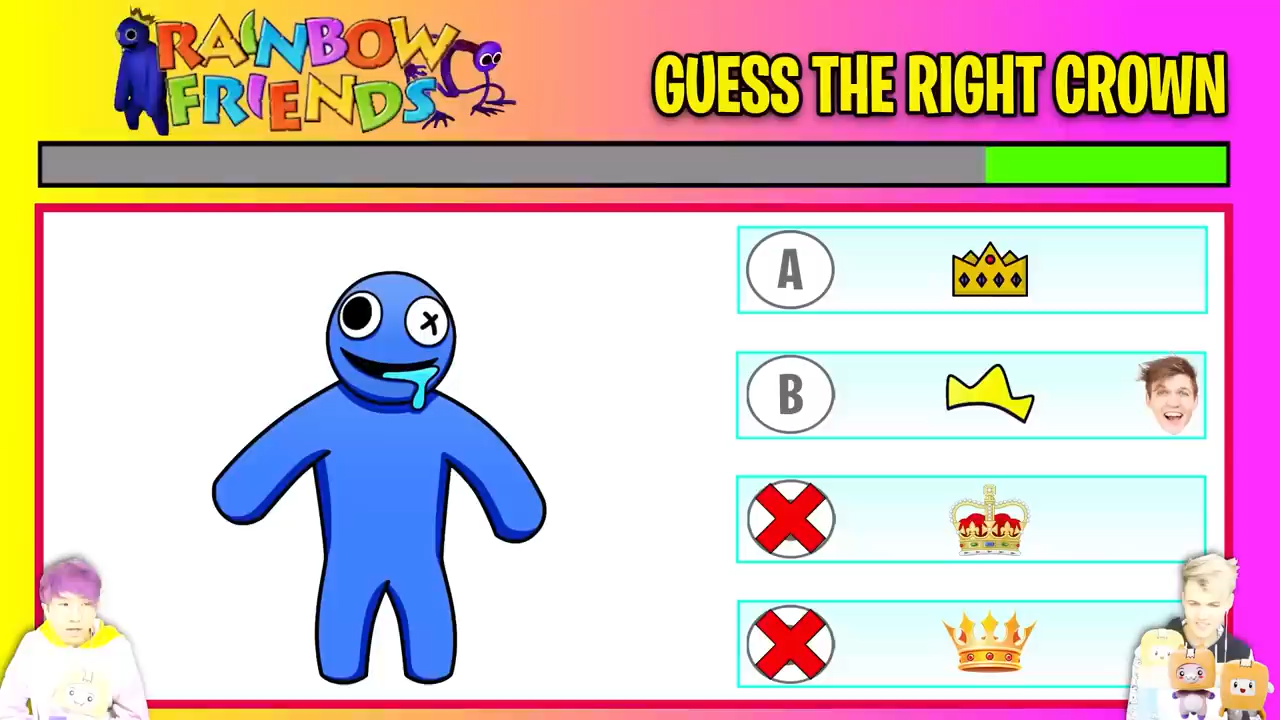 RAINBOW
FRIENDS
GUESS THE RIGHT CROWN
A
B